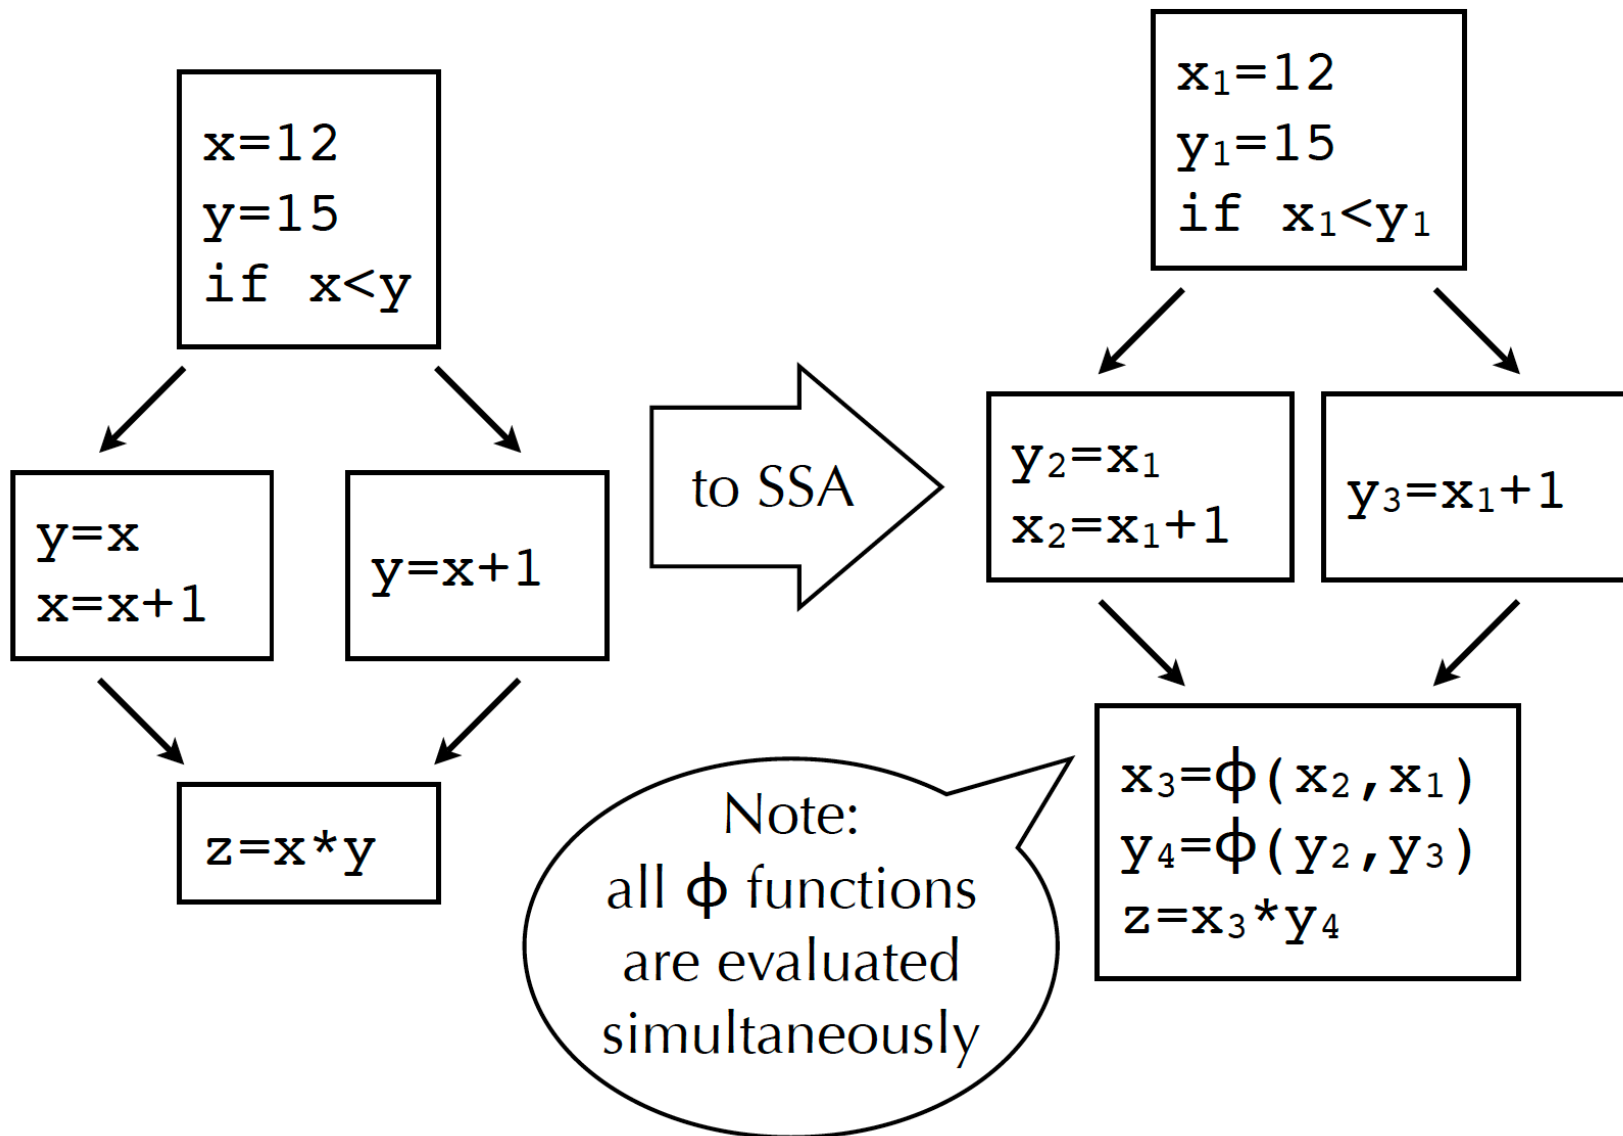 x=12
y=15
if x<y
y=x
x=x+1
y=x+1
z=x*y
to SSA
x₁=12
y₁=15
if x₁<y₁
y₂=x₁
x₂=x₁+1
y₃=x₁+1
x₃=ϕ(x₂,x₁)
y₄=ϕ(y₂,y₃)
z=x₃*y₄
Note:
all ϕ functions
are evaluated
simultaneously